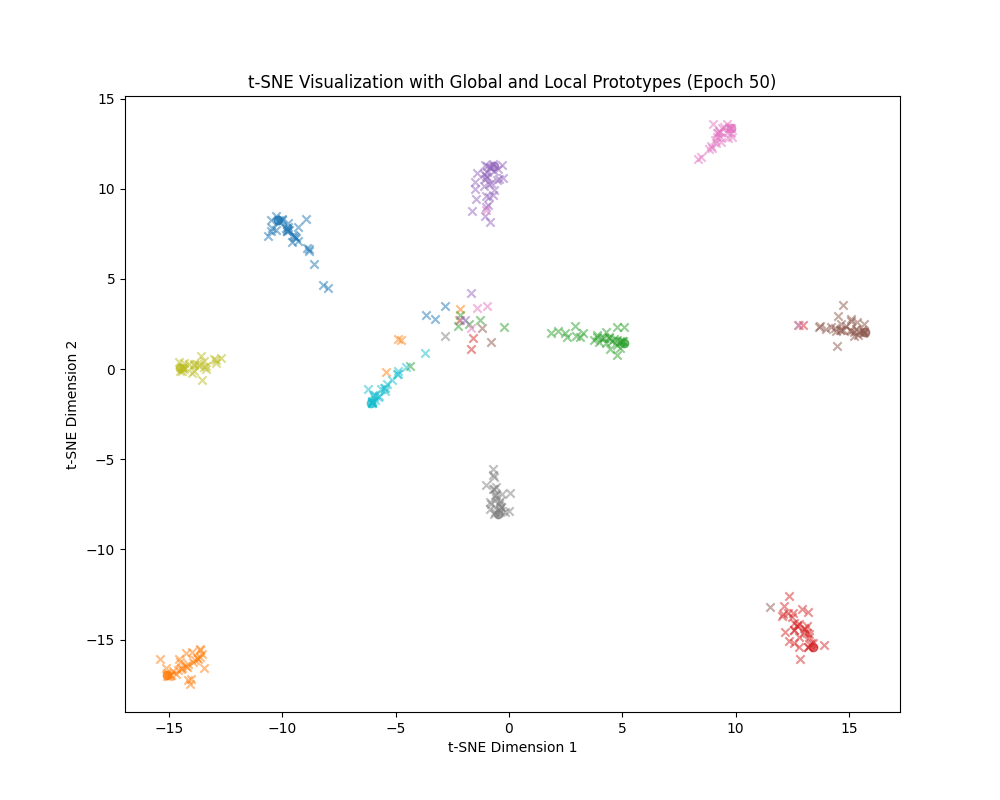 t-SNE Visualization with Global and Local Prototypes (Epoch 50)
15
10
5
0
−5
−10
−15
t-SNE Dimension 2
−15 −10 −5 0 5 10 15
t-SNE Dimension 1